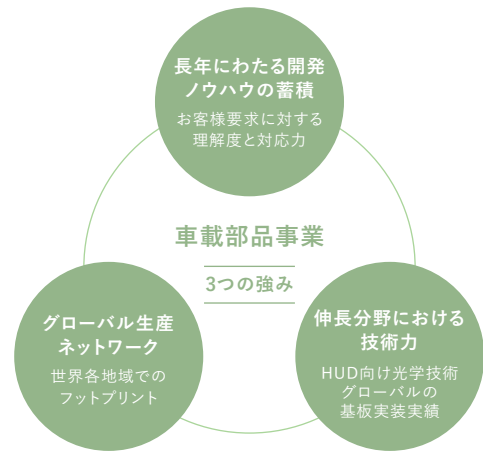 長年にわたる開発
ノウハウの蓄積
お客様要求に対する
理解度と対応力
車載部品事業
3つの強み
グローバル生産
ネットワーク
世界各地域での
フットプリント
伸長分野における
技術力
HUD向け光学技術
グローバルの
基板実装実績